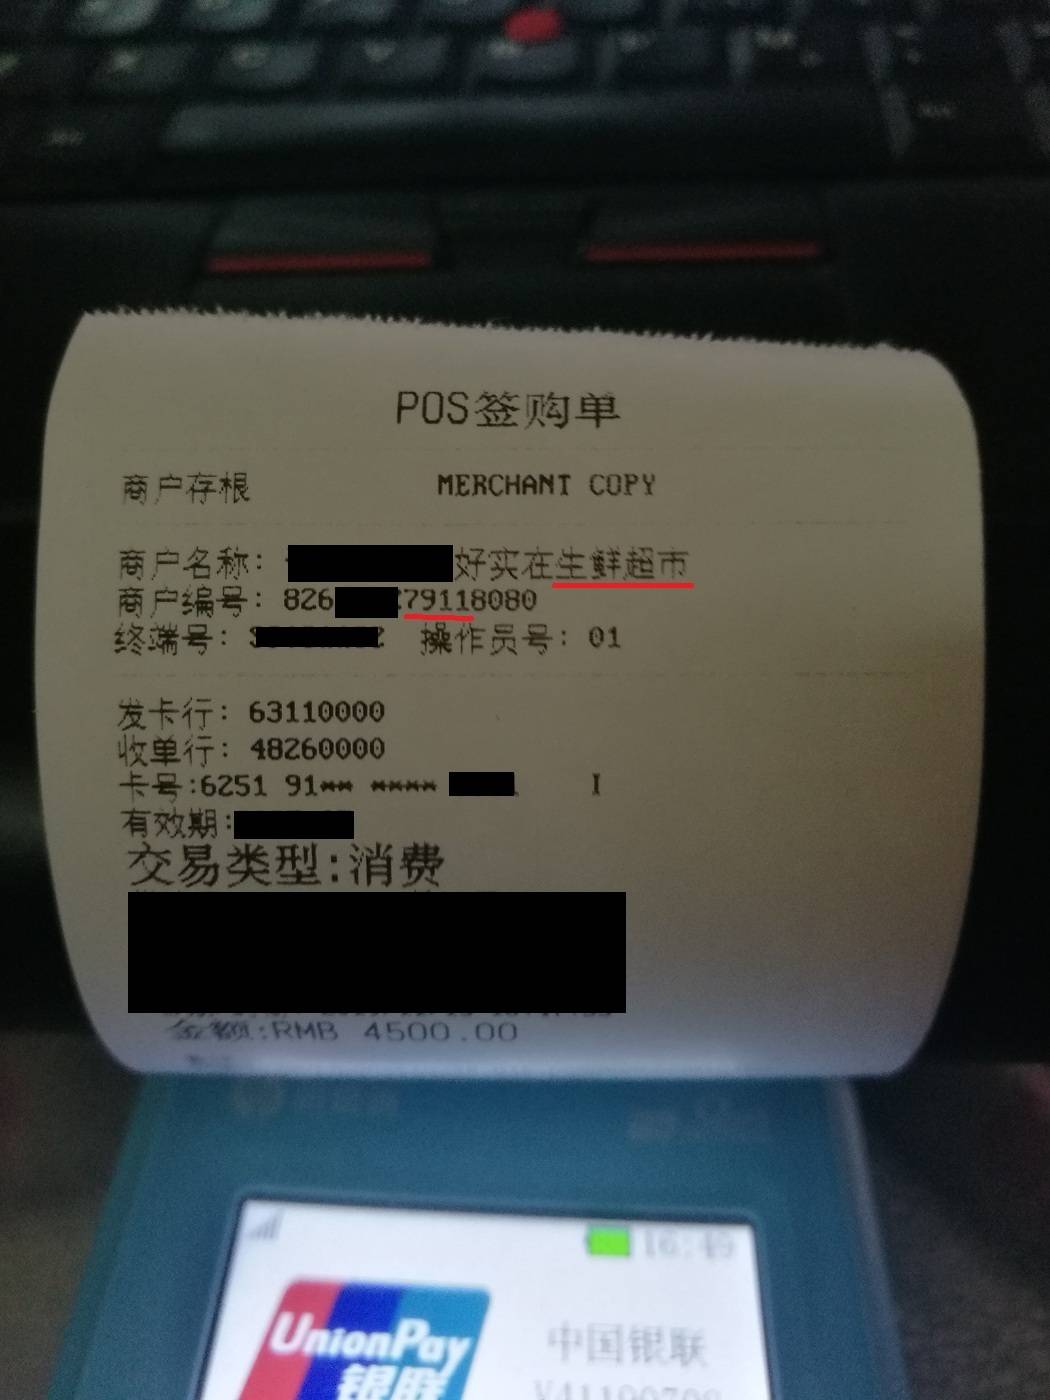 POS签购单
商户存根 MERCHANT COPY
商户名称: 好实在生鲜超市
商户编号: 826 79118080
终端号: 操作员号: 01
发卡行: 63110000
收单行: 48260000
卡号:6251 91** **** I
有效期:
交易类型:消费
金额:RMB 4500.00
16:49
UnionPay
银联
中国银联